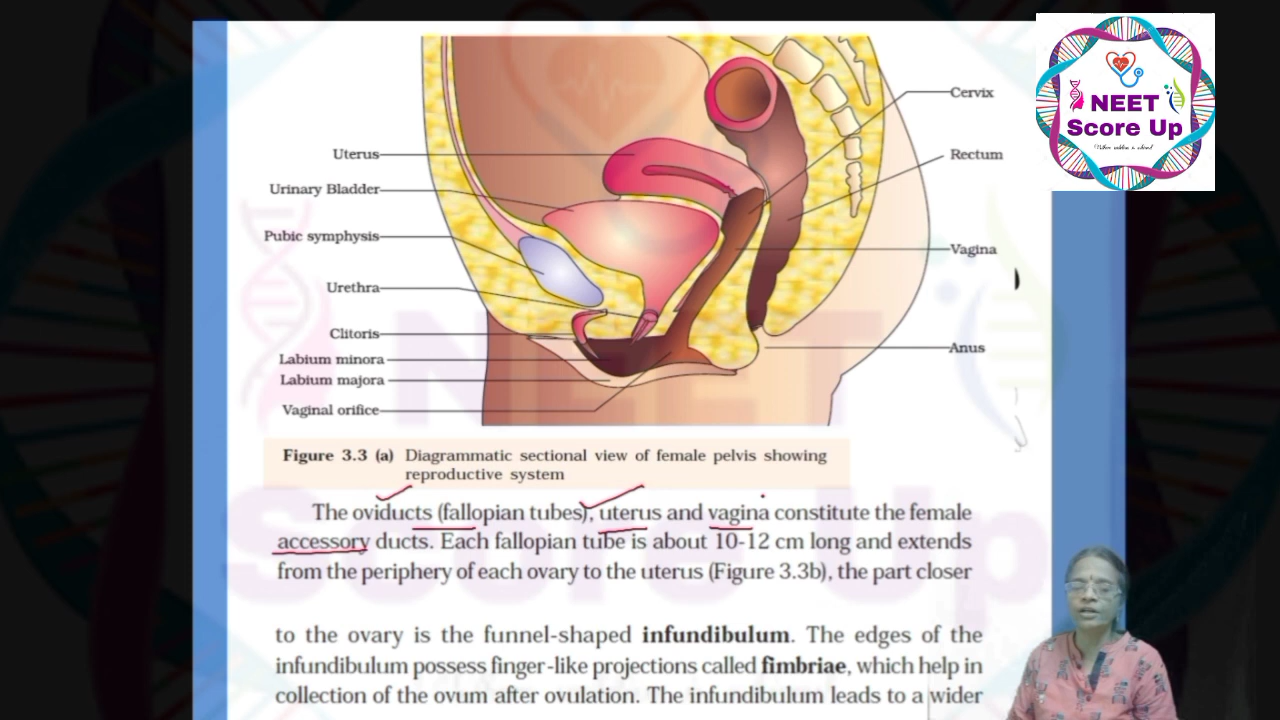 NEET
Score Up
Cervix
Uterus
Rectum
Urinary Bladder
Pubic symphysis
Vagina
Urethra
Clitoris
Labium minora
Anus
Labium majora
Vaginal orifice
Figure 3.3 (a) Diagrammatic sectional view of female pelvis showing
reproductive system
The oviducts (fallopian tubes), uterus and vagina constitute the female
accessory ducts. Each fallopian tube is about 10-12 cm long and extends
from the periphery of each ovary to the uterus (Figure 3.3b), the part closer
to the ovary is the funnel-shaped infundibulum. The edges of the
infundibulum possess finger-like projections called fimbriae, which help in
collection of the ovum after ovulation. The infundibulum leads to a wider
NEET
Score Up